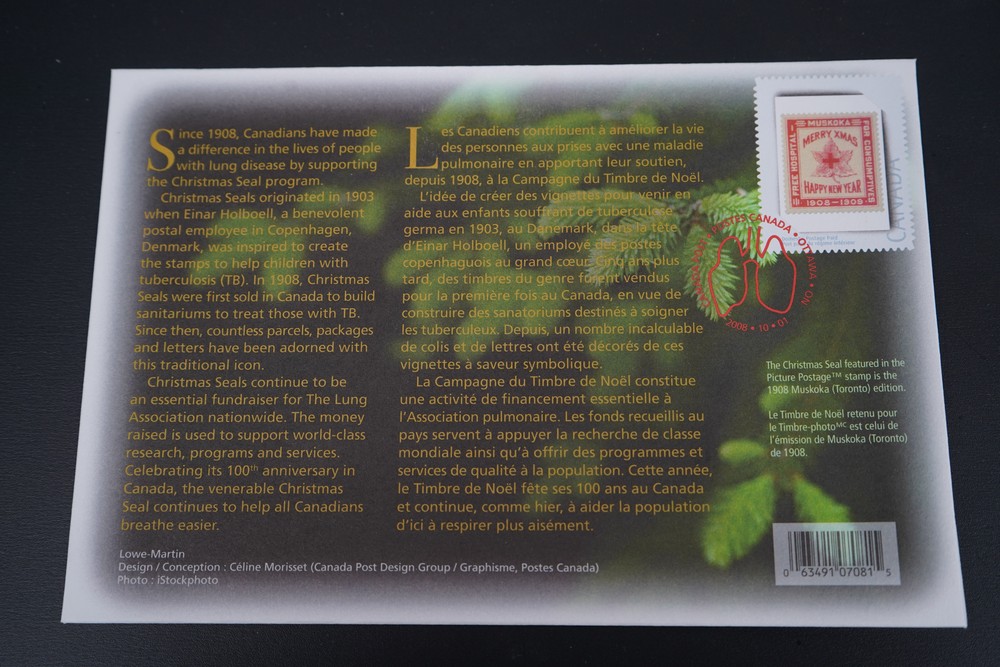 Since 1908, Canadians have made
a difference in the lives of people
with lung disease by supporting
the Christmas Seal program.
Christmas Seals originated in 1903
when Einar Holboell, a benevolent
postal employee in Copenhagen,
Denmark, was inspired to create
the stamps to help children with
tuberculosis (TB). In 1908, Christmas
Seals were first sold in Canada to build
sanitariums to treat those with TB.
Since then, countless parcels, packages
and letters have been adorned with
this traditional icon.
Christmas Seals continue to be
an essential fundraiser for The Lung
Association nationwide. The money
raised is used to support world-class
research, programs and services.
Celebrating its 100th anniversary in
Canada, the venerable Christmas
Seal continues to help all Canadians
breathe easier.
Les Canadiens contribuent à améliorer la vie
des personnes aux prises avec une maladie
pulmonaire en apportant leur soutien,
depuis 1908, à la Campagne du Timbre de Noël.
L'idée de créer des vignettes pour venir en
aide aux enfants souffrant de tuberculose
germa en 1903, au Danemark, dans la tête
d'Einar Holboell, un employé des postes
copenhaguois au grand cœur. Cinq ans plus
tard, des timbres du genre furent vendus
pour la première fois au Canada, en vue de
construire des sanatoriums destinés à soigner
les tuberculeux. Depuis, un nombre incalculable
de colis et de lettres ont été décorés de ces
vignettes à saveur symbolique.
La Campagne du Timbre de Noël constitue
une activité de financement essentielle à
l'Association pulmonaire. Les fonds recueillis au
pays servent à appuyer la recherche de classe
mondiale ainsi qu'à offrir des programmes et
services de qualité à la population. Cette année,
le Timbre de Noël fête ses 100 ans au Canada
et continue, comme hier, à aider la population
d'ici à respirer plus aisément.
MUSKOKA
FREE HOSPITAL
FOR CONSUMPTIVES
MERRY XMAS
HAPPY NEW YEAR
1908-1909
CANADA
POSTES CANADA • OTTAWA • ON
2008 • 10 • 01
The Christmas Seal featured in the
Picture Postage™ stamp is the
1908 Muskoka (Toronto) edition.
Le Timbre de Noël retenu pour
le Timbre-photoMC est celui de
l'émission de Muskoka (Toronto)
de 1908.
0 63491 07081 5
Lowe-Martin
Design / Conception : Céline Morisset (Canada Post Design Group / Graphisme, Postes Canada)
Photo : iStockphoto